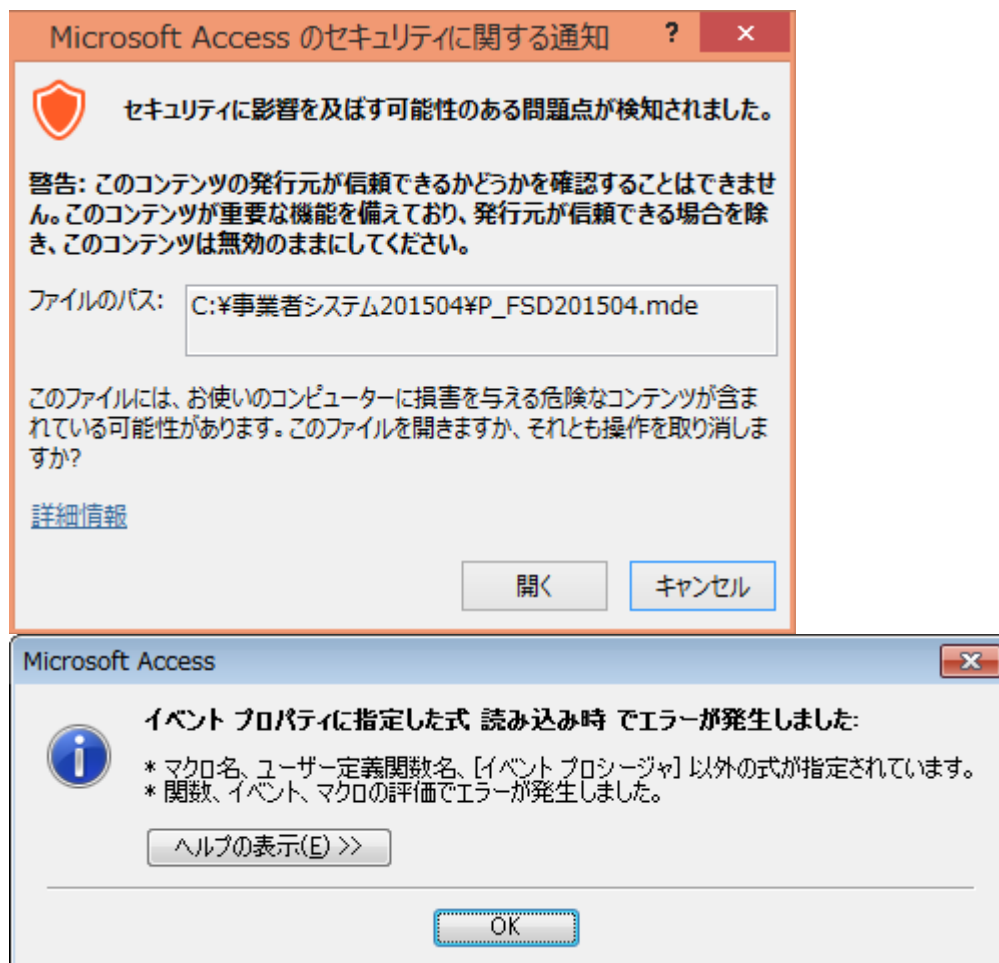 Microsoft Access のセキュリティに関する通知 ? ×
セキュリティに影響を及ぼす可能性のある問題点が検知されました。
警告: このコンテンツの発行元が信頼できるかどうかを確認することはできませ
ん。このコンテンツが重要な機能を備えており、発行元が信頼できる場合を除
き、このコンテンツは無効のままにしてください。
ファイルのパス: C:¥事業者システム201504¥P_FSD201504.mde
このファイルには、お使いのコンピューターに損害を与える危険なコンテンツが含ま
れている可能性があります。このファイルを開きますか、それとも操作を取り消しま
すか?
詳細情報
開く キャンセル
Microsoft Access
イベント プロパティに指定した式 読み込み時 でエラーが発生しました:
* マクロ名、ユーザー定義関数名、[イベント プロシージャ] 以外の式が指定されています。
* 関数、イベント、マクロの評価でエラーが発生しました。
ヘルプの表示(E) >>
OK